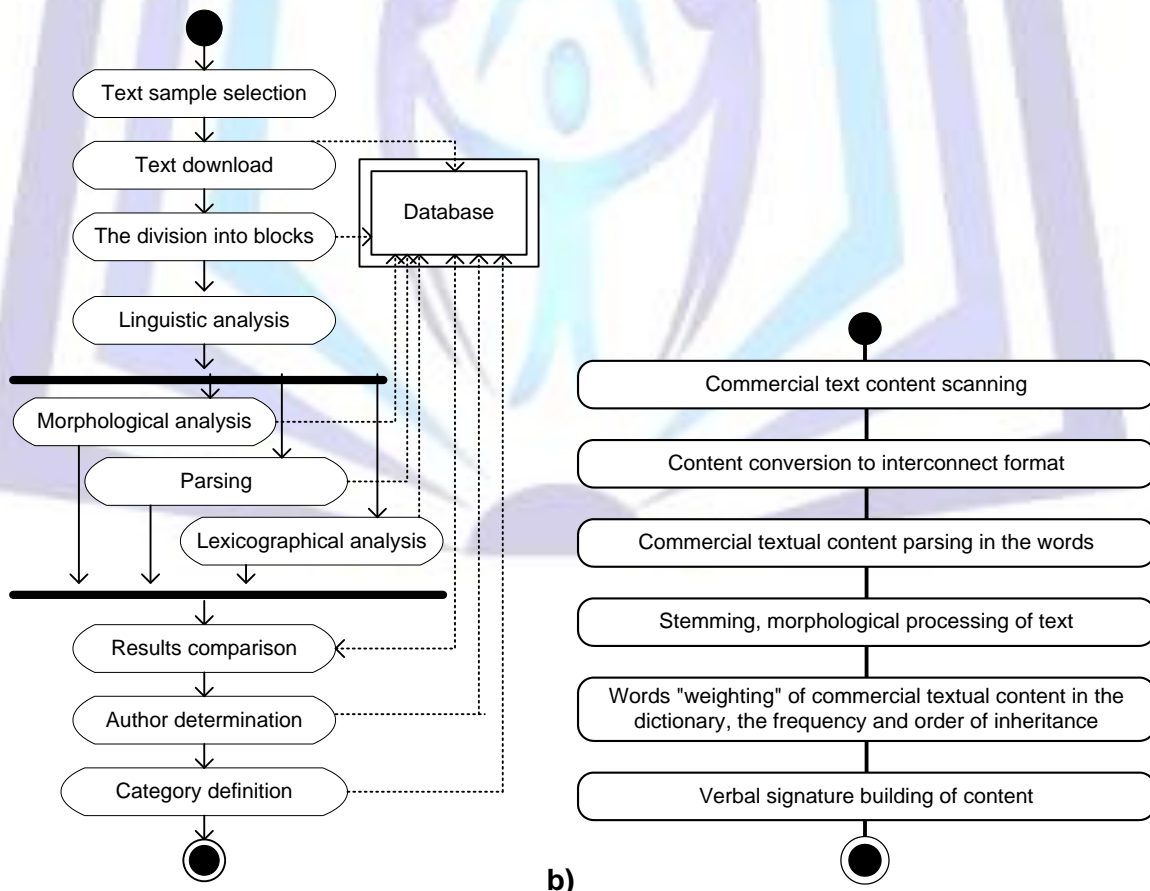 Text sample selection
Text download
The division into blocks
Database
Linguistic analysis
Morphological analysis
Parsing
Lexicographical analysis
Results comparison
Author determination
Category definition
Commercial text content scanning
Content conversion to interconnect format
Commercial textual content parsing in the words
Stemming, morphological processing of text
Words "weighting" of commercial textual content in the
dictionary, the frequency and order of inheritance
Verbal signature building of content
b)